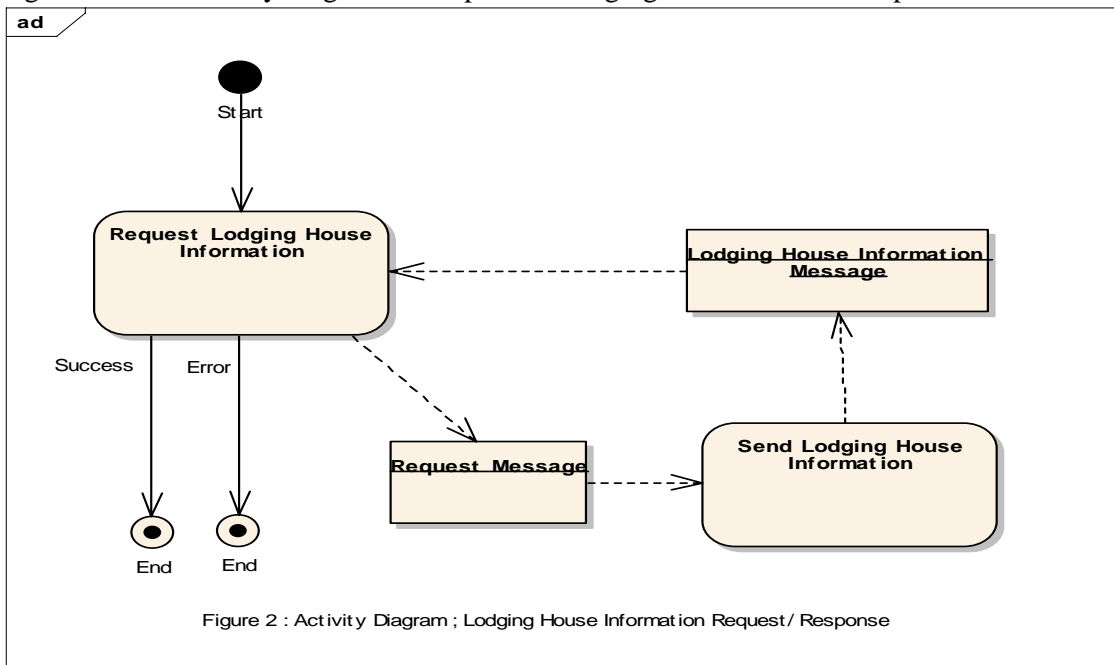 ad
Start
Request Lodging House
Information
Lodging House Information
Message
Success
Error
Request Message
Send Lodging House
Information
End
End
Figure 2 : Activity Diagram ; Lodging House Information Request/ Response